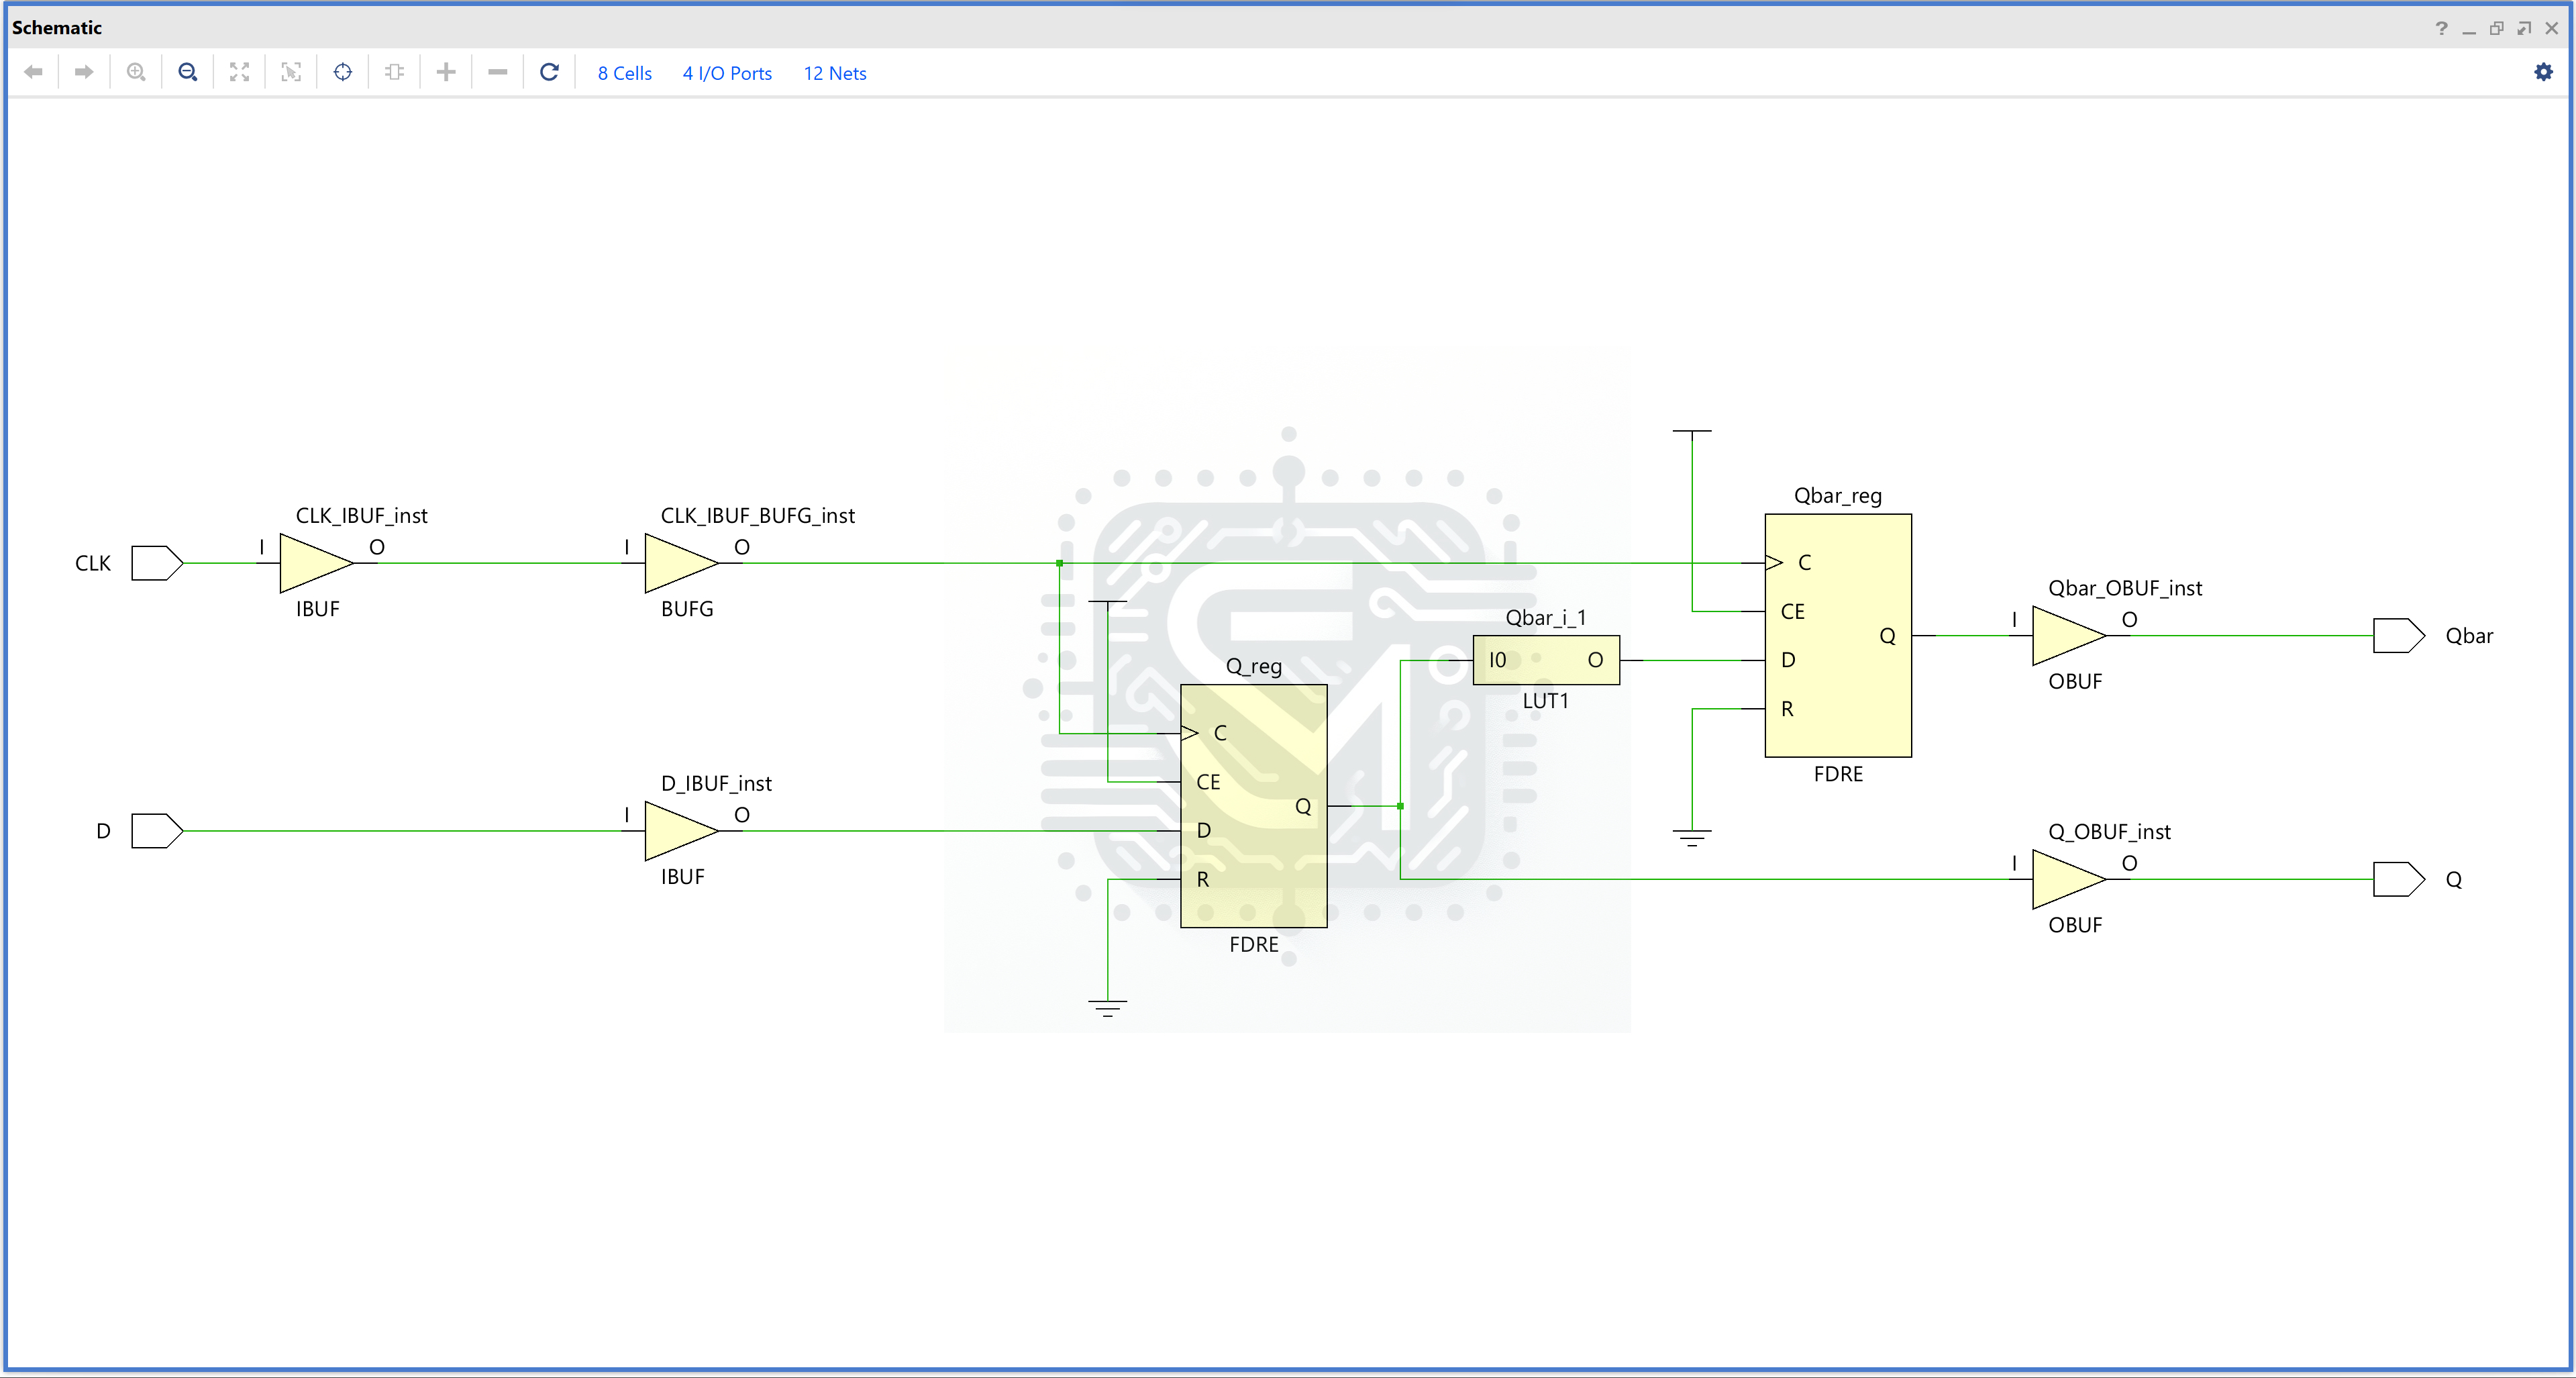 Schematic
8 Cells 4 I/O Ports 12 Nets
Qbar_reg
CLK_IBUF_inst CLK_IBUF_BUFG_inst
CLK I O I O C
IBUF BUFG
CE
Qbar_OBUF_inst
Qbar_i_1
I O
Q Qbar
I0 O D
Q_reg
OBUF
LUT1
R
C
FDRE
D_IBUF_inst CE
Q
I O
D D
Q_OBUF_inst
I O
IBUF R Q
OBUF
FDRE